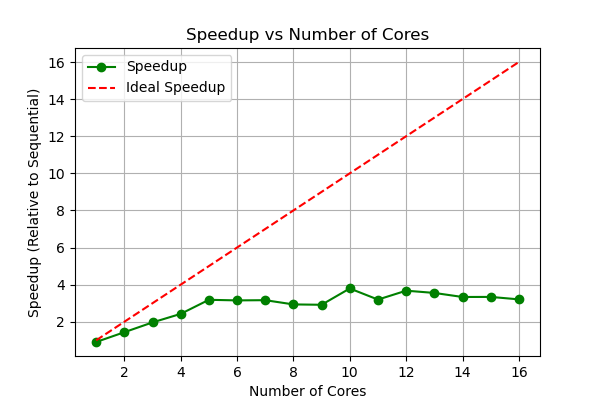 Speedup vs Number of Cores
Speedup
Ideal Speedup
Speedup (Relative to Sequential)
16
14
12
10
8
6
4
2
2 4 6 8 10 12 14 16
Number of Cores